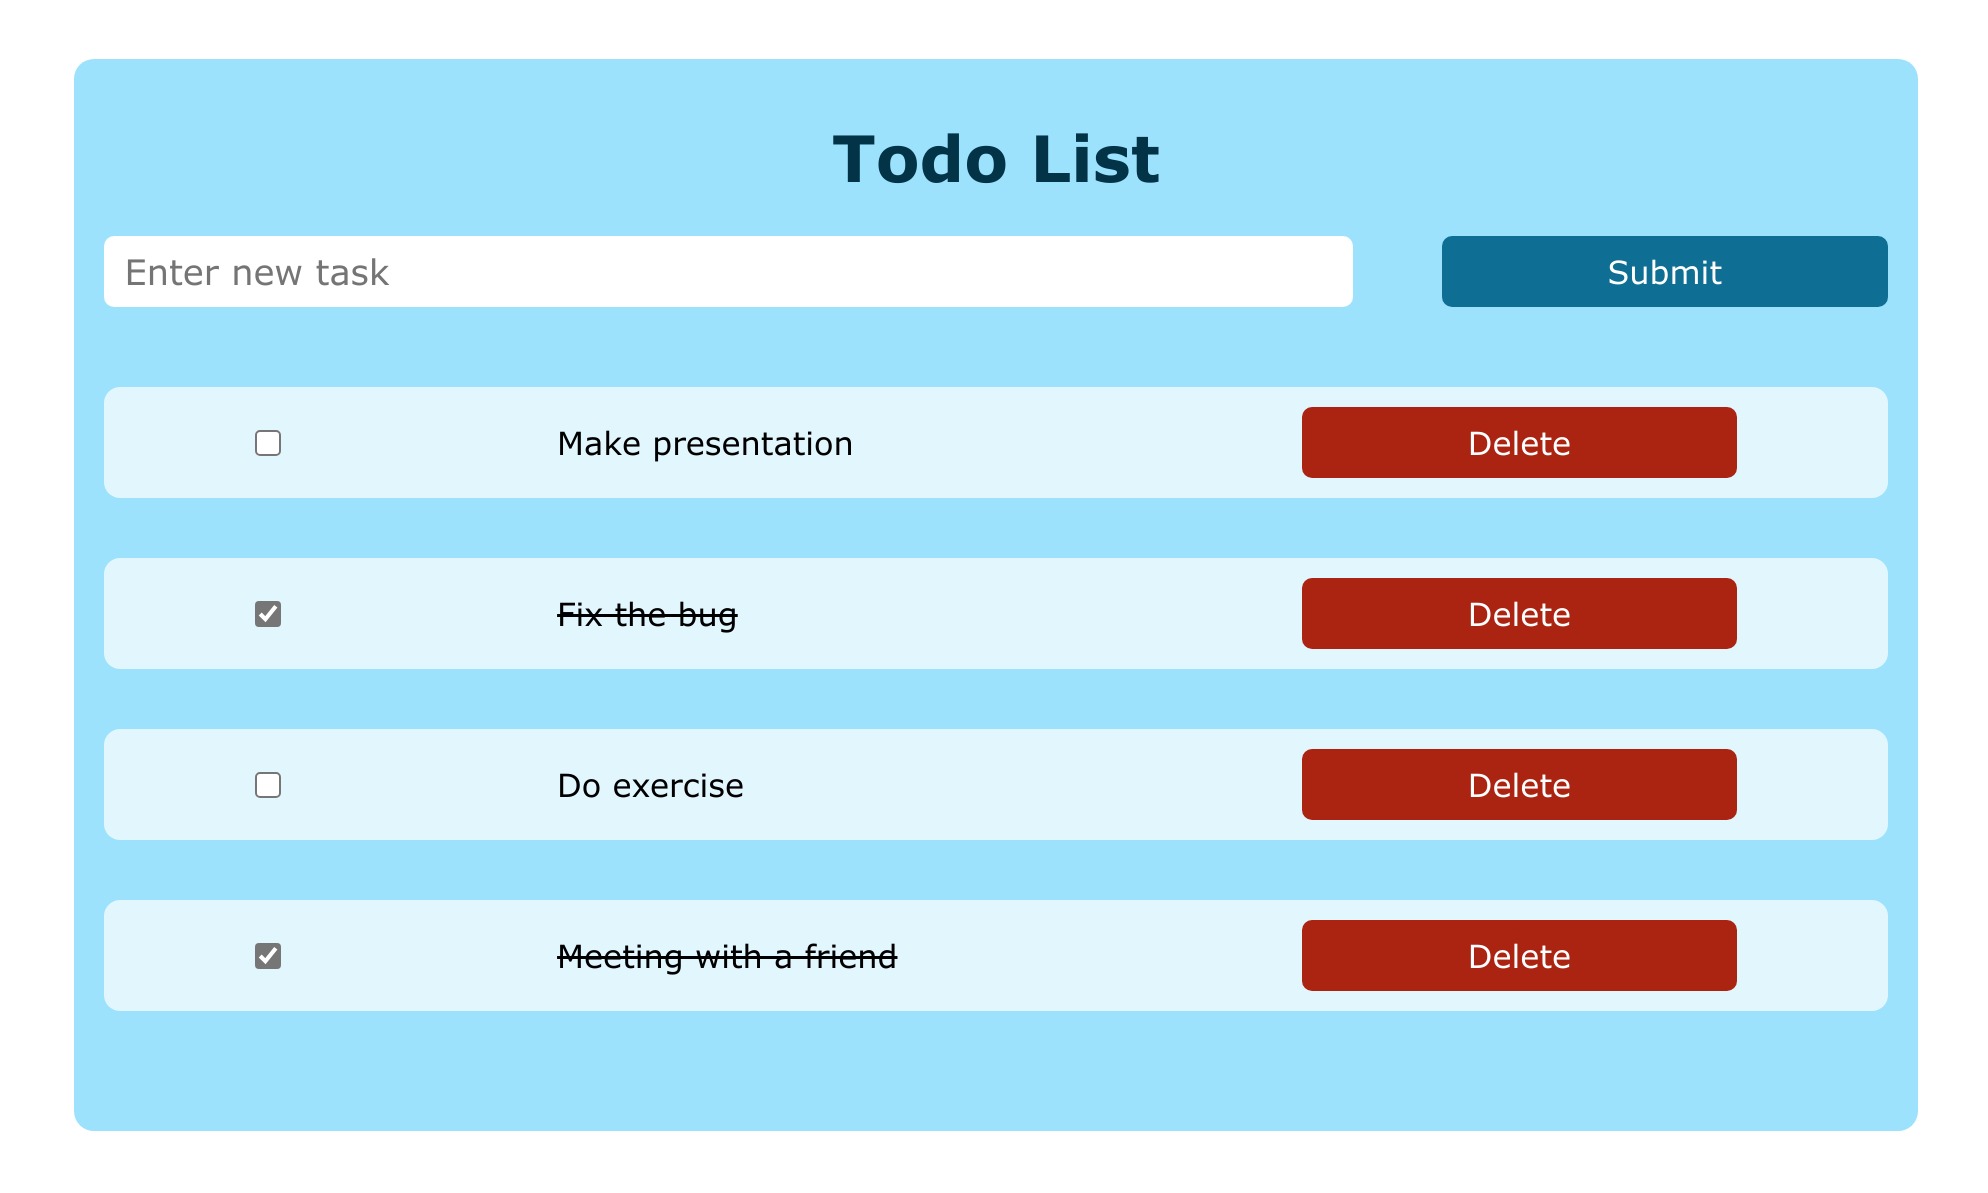 Todo List
Enter new task
Submit
Make presentation
Delete
Fix the bug
Delete
Do exercise
Delete
Meeting with a friend
Delete